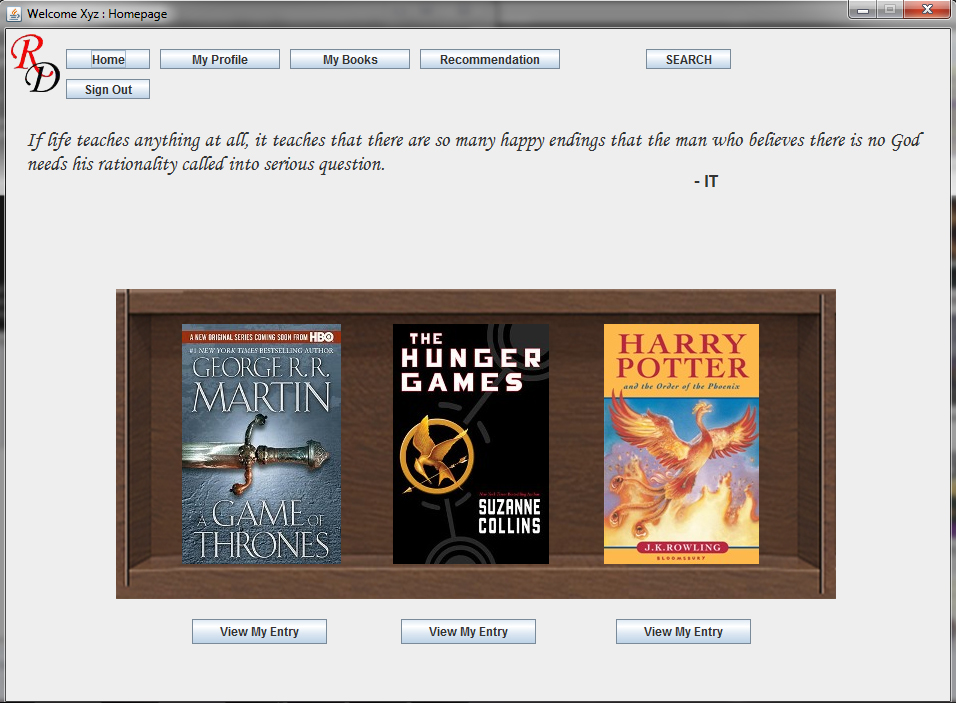 Welcome Xyz : Homepage
RD
Home My Profile My Books Recommendation SEARCH
Sign Out
If life teaches anything at all, it teaches that there are so many happy endings that the man who believes there is no God
needs his rationality called into serious question.
- IT
A NEW ORIGINAL SERIES COMING SOON FROM HBO
#1 NEW YORK TIMES BESTSELLING AUTHOR
GEORGE R. R.
MARTIN
A GAME OF
THRONES
THE
HUNGER
GAMES
SUZANNE
COLLINS
HARRY
POTTER
and the Order of the Phoenix
J.K.ROWLING
BLOOMSBURY
View My Entry View My Entry View My Entry